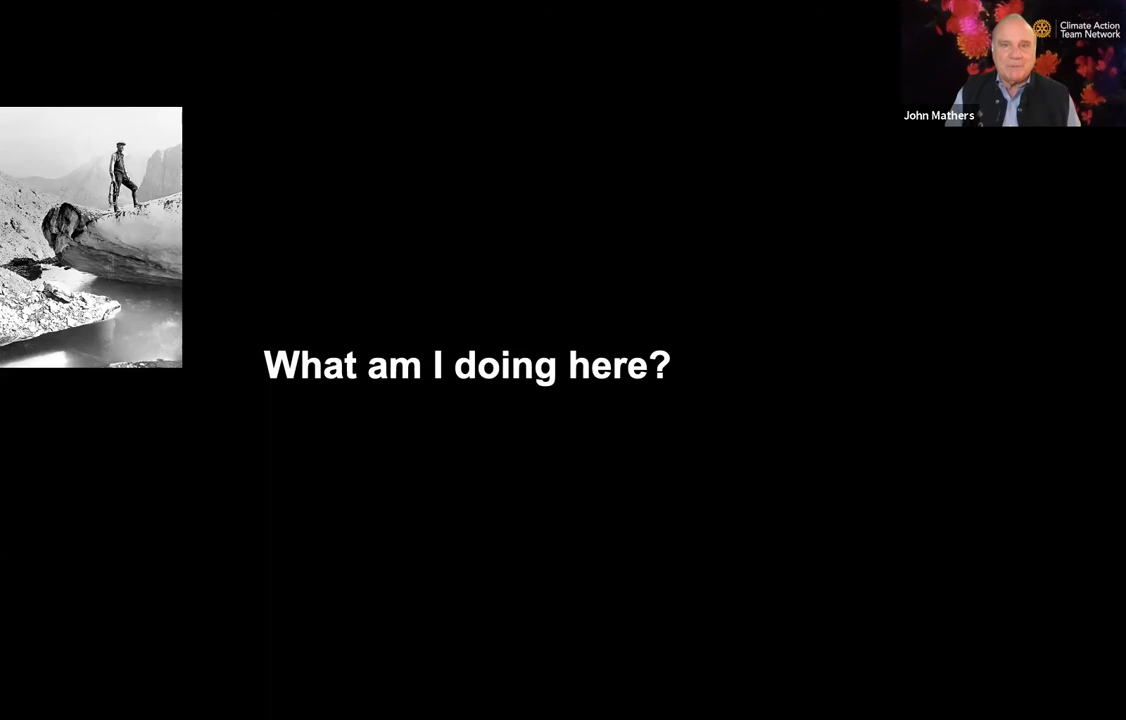 Climate Action
Team Network
John Mathers
What am I doing here?